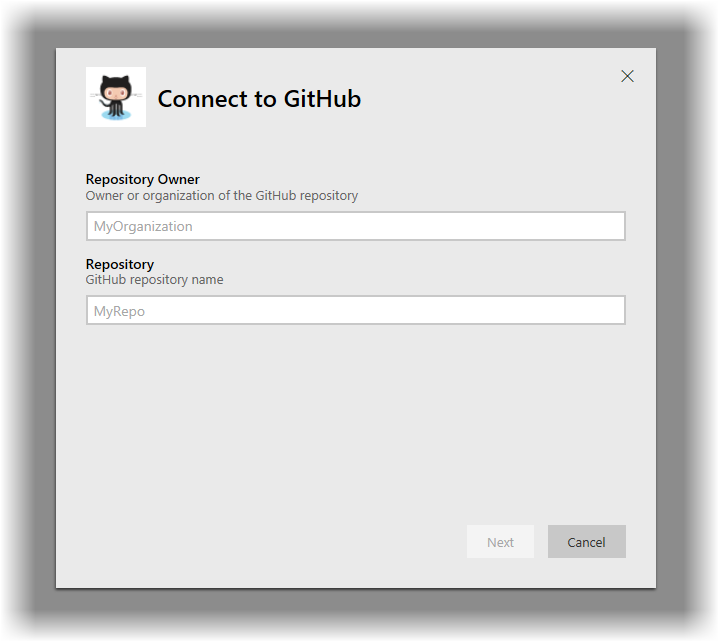 Connect to GitHub
Repository Owner
Owner or organization of the GitHub repository
MyOrganization
Repository
GitHub repository name
MyRepo
Next
Cancel